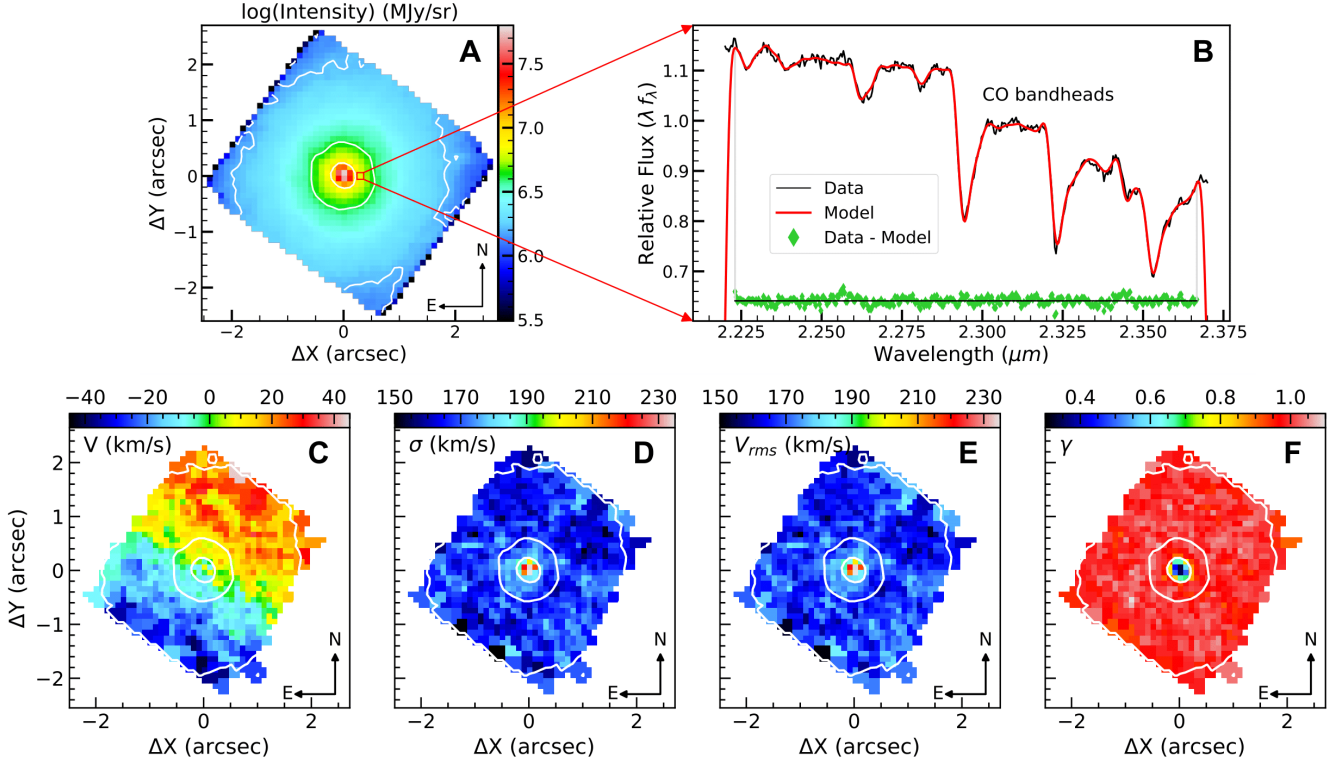 log(Intensity) (MJy/sr)
A
2
1
0
−1
−2
ΔY (arcsec)
−2
0
2
ΔX (arcsec)
N
E
7.5
7.0
6.5
6.0
5.5
B
1.1
1.0
0.9
0.8
0.7
Relative Flux (λ fλ)
CO bandheads
Data
Model
Data - Model
2.225
2.250
2.275
2.300
2.325
2.350
2.375
Wavelength (μm)
−40 −20 0 20 40
V (km/s)
C
2
1
0
−1
−2
ΔY (arcsec)
N
E
−2 0 2
ΔX (arcsec)
150 170 190 210 230
σ (km/s)
D
N
E
−2 0 2
ΔX (arcsec)
150 170 190 210 230
Vrms (km/s)
E
N
E
−2 0 2
ΔX (arcsec)
0.4 0.6 0.8 1.0
γ
F
N
E
−2 0 2
ΔX (arcsec)